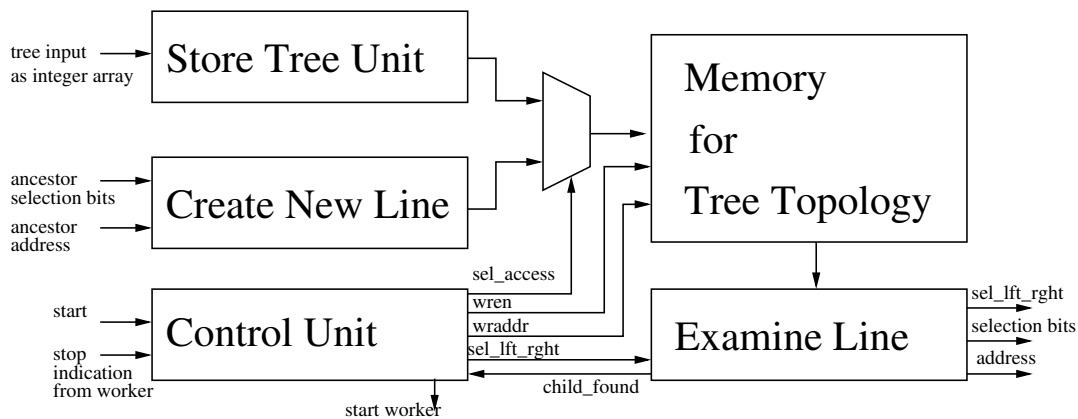 tree input
as integer array
Store Tree Unit
Memory
for
Tree Topology
ancestor
selection bits
ancestor
address
Create New Line
sel_access
wren
wraddr
sel_lft_rght
child_found
start
stop
indication
from worker
Control Unit
start worker
Examine Line
sel_lft_rght
selection bits
address